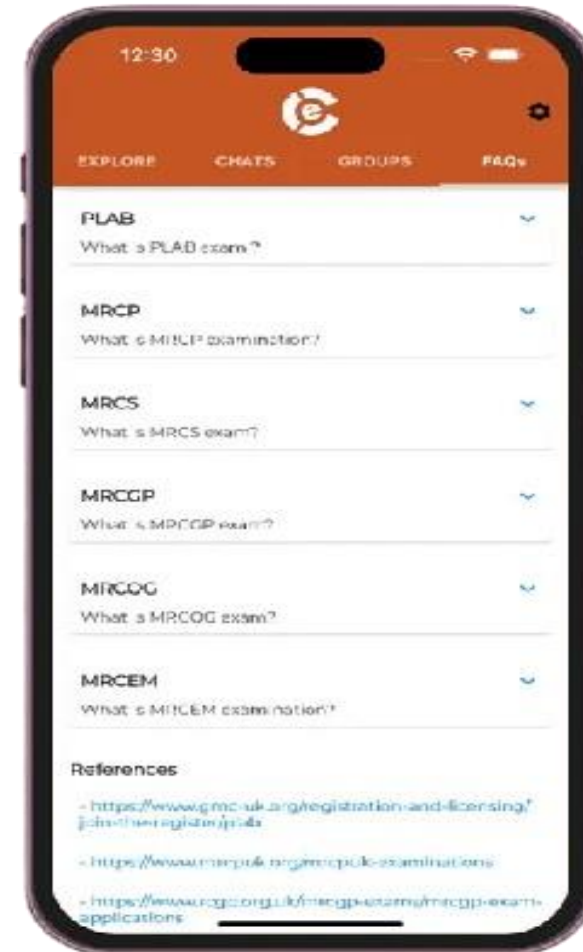 12:30
e
EXPLORE CHATS GROUPS FAQs
PLAB
What is PLAB exam?
MRCP
What is MRCP examination?
MRCS
What is MRCS exam?
MRCGP
What is MRCGP exam?
MRCOG
What is MRCOG exam?
MRCEM
What is MRCEM examination?
References
- https://www.gmc-uk.org/registration-and-licensing/
join-the-register/plab
- https://www.mrcpuk.org/mrcpuk-examinations
- https://www.rcgp.org.uk/mrcgp-exams/mrcgp-exam-
applications